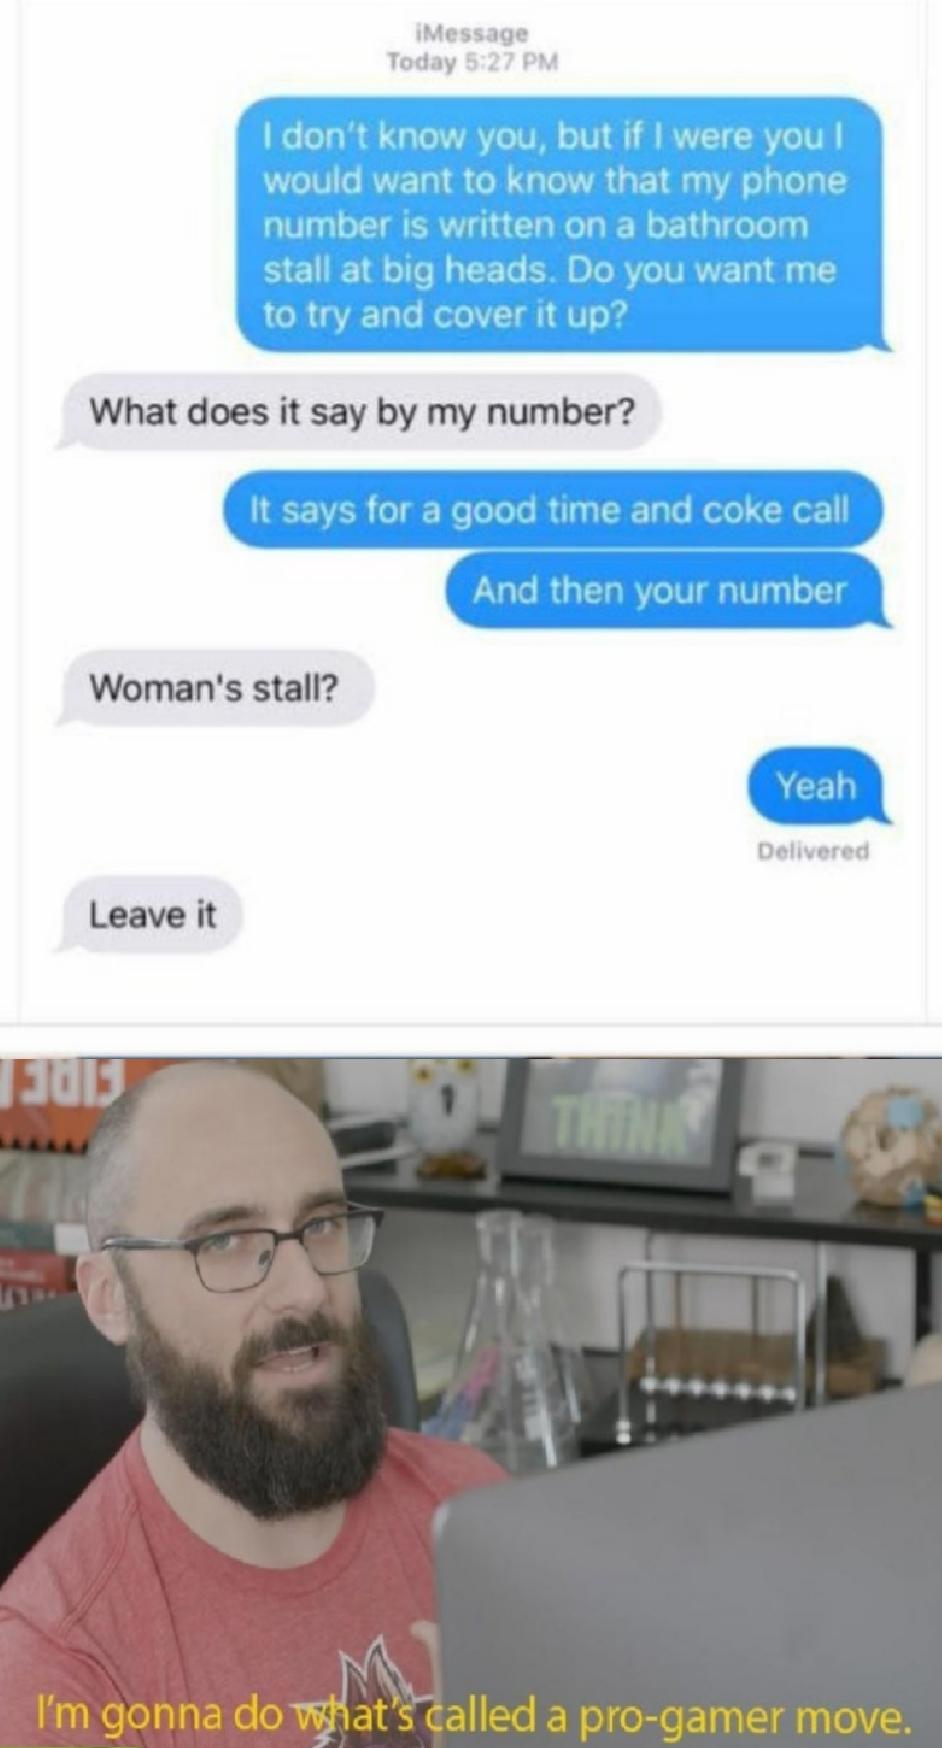 iMessage
Today 5:27 PM
I don't know you, but if I were you I
would want to know that my phone
number is written on a bathroom
stall at big heads. Do you want me
to try and cover it up?
What does it say by my number?
It says for a good time and coke call
And then your number
Woman's stall?
Yeah
Delivered
Leave it
THINK
I'm gonna do what's called a pro-gamer move.